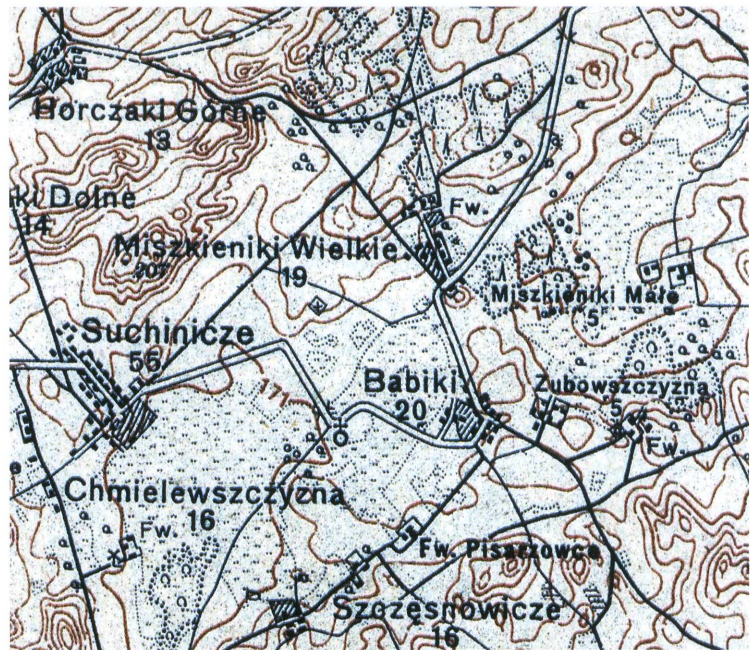 Horczaki Górne
13
ki Dolne
14
Fw.
Miszkieniki Wielkie
19
207
Miszkieniki Małe
5
Suchinicze
56
171
Babiki
20
Zubowszczyzna
5
Fw.
Chmielewszczyzna
16
Fw.
Fw. Pisarzowce
Szczęsnowicze
16